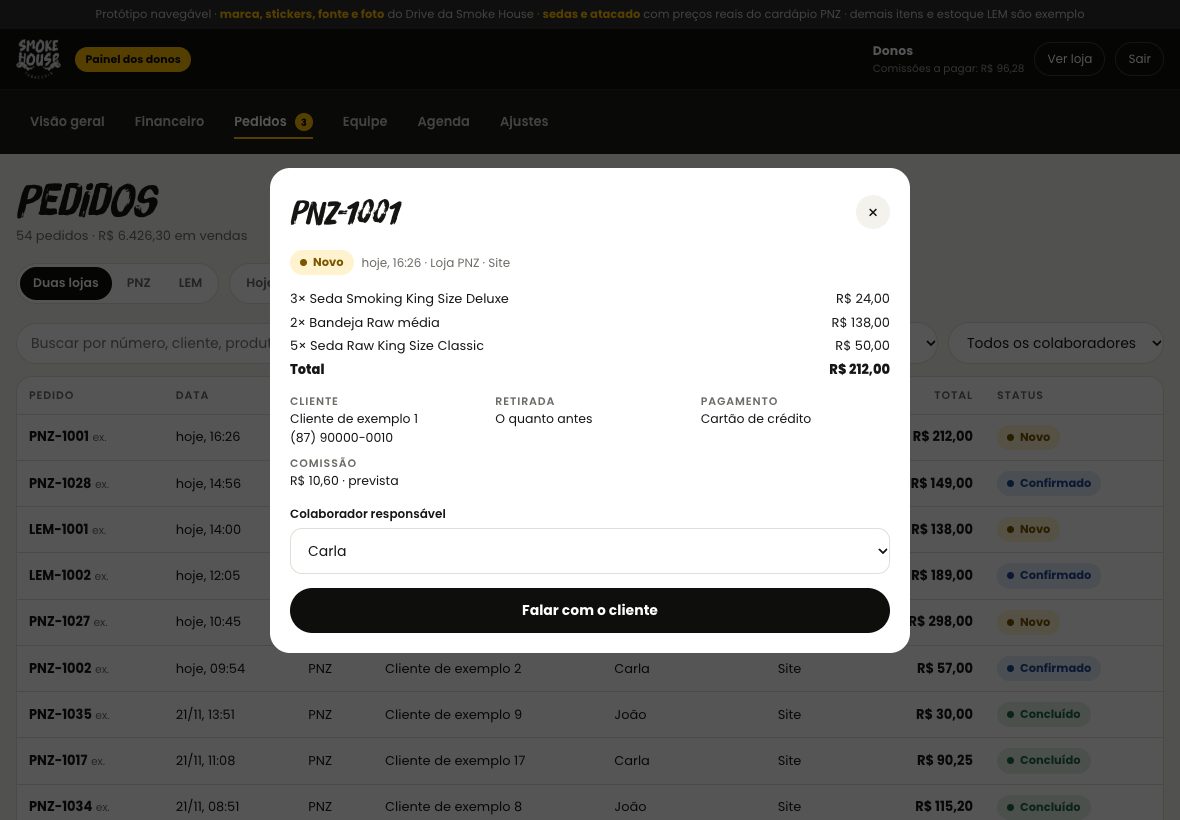 Protótipo navegável · marca, stickers, fonte e foto do Drive da Smoke House · sedas e atacado com preços reais do cardápio PNZ · demais itens e estoque LEM são exemplo
SMOKE HOUSE
Painel dos donos
Donos
Comissões a pagar: R$ 96,28
Ver loja
Sair
Visão geral
Financeiro
Pedidos 3
Equipe
Agenda
Ajustes
PEDIDOS
54 pedidos · R$ 6.426,30 em vendas
Duas lojas
PNZ
LEM
Buscar por número, cliente,
Todos os colaboradores
PNZ-1001
×
Novo
hoje, 16:26 · Loja PNZ · Site
3× Seda Smoking King Size Deluxe R$ 24,00
2× Bandeja Raw média R$ 138,00
5× Seda Raw King Size Classic R$ 50,00
Total R$ 212,00
CLIENTE
Cliente de exemplo 1
(87) 90000-0010
RETIRADA
O quanto antes
PAGAMENTO
Cartão de crédito
COMISSÃO
R$ 10,60 · prevista
Colaborador responsável
Carla
Falar com o cliente
PEDIDO DATA TOTAL STATUS
PNZ-1001 ex. hoje, 16:26 R$ 212,00 Novo
PNZ-1028 ex. hoje, 14:56 R$ 149,00 Confirmado
LEM-1001 ex. hoje, 14:00 R$ 138,00 Novo
LEM-1002 ex. hoje, 12:05 R$ 189,00 Confirmado
PNZ-1027 ex. hoje, 10:45 R$ 298,00 Novo
PNZ-1002 ex. hoje, 09:54 PNZ Cliente de exemplo 2 Carla Site R$ 57,00 Confirmado
PNZ-1035 ex. 21/11, 13:51 PNZ Cliente de exemplo 9 João Site R$ 30,00 Concluído
PNZ-1017 ex. 21/11, 11:08 PNZ Cliente de exemplo 17 Carla Site R$ 90,25 Concluído
PNZ-1034 ex. 21/11, 08:51 PNZ Cliente de exemplo 8 João Site R$ 115,20 Concluído